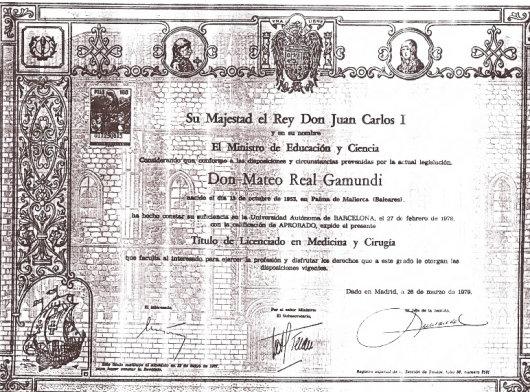 Su Majestad el Rey Don Juan Carlos I
y en su nombre
El Ministro de Educación y Ciencia
Considerando que, conforme a las disposiciones y circunstancias prevenidas por la actual legislación,
Don Mateo Real Gamundi
nacido el día 13 de octubre de 1953, en Palma de Mallorca (Baleares),
ha hecho constar su suficiencia en la Universidad Autónoma de BARCELONA, el 27 de febrero de 1978,
con la calificación de APROBADO, expide el presente
Título de Licenciado en Medicina y Cirugía
que faculta al interesado para ejercer la profesión y disfrutar los derechos que a este grado le otorgan las
disposiciones vigentes.
Dado en Madrid, a 26 de marzo de 1979.
El interesado,
Por el señor Ministro
El Subsecretario,
El Jefe de la Sección,